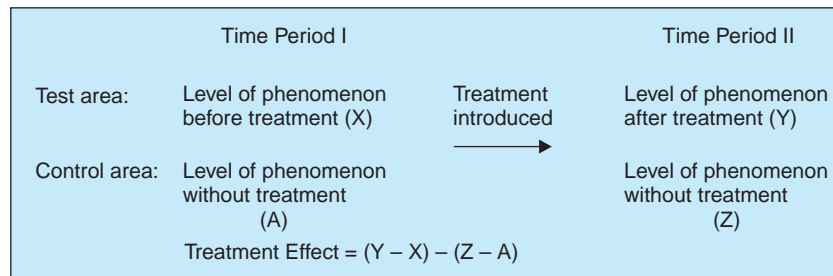 Time Period I Time Period II
Test area: Level of phenomenon Treatment Level of phenomenon
before treatment (X) introduced after treatment (Y)
Control area: Level of phenomenon Level of phenomenon
without treatment without treatment
(A) (Z)
Treatment Effect = (Y – X) – (Z – A)